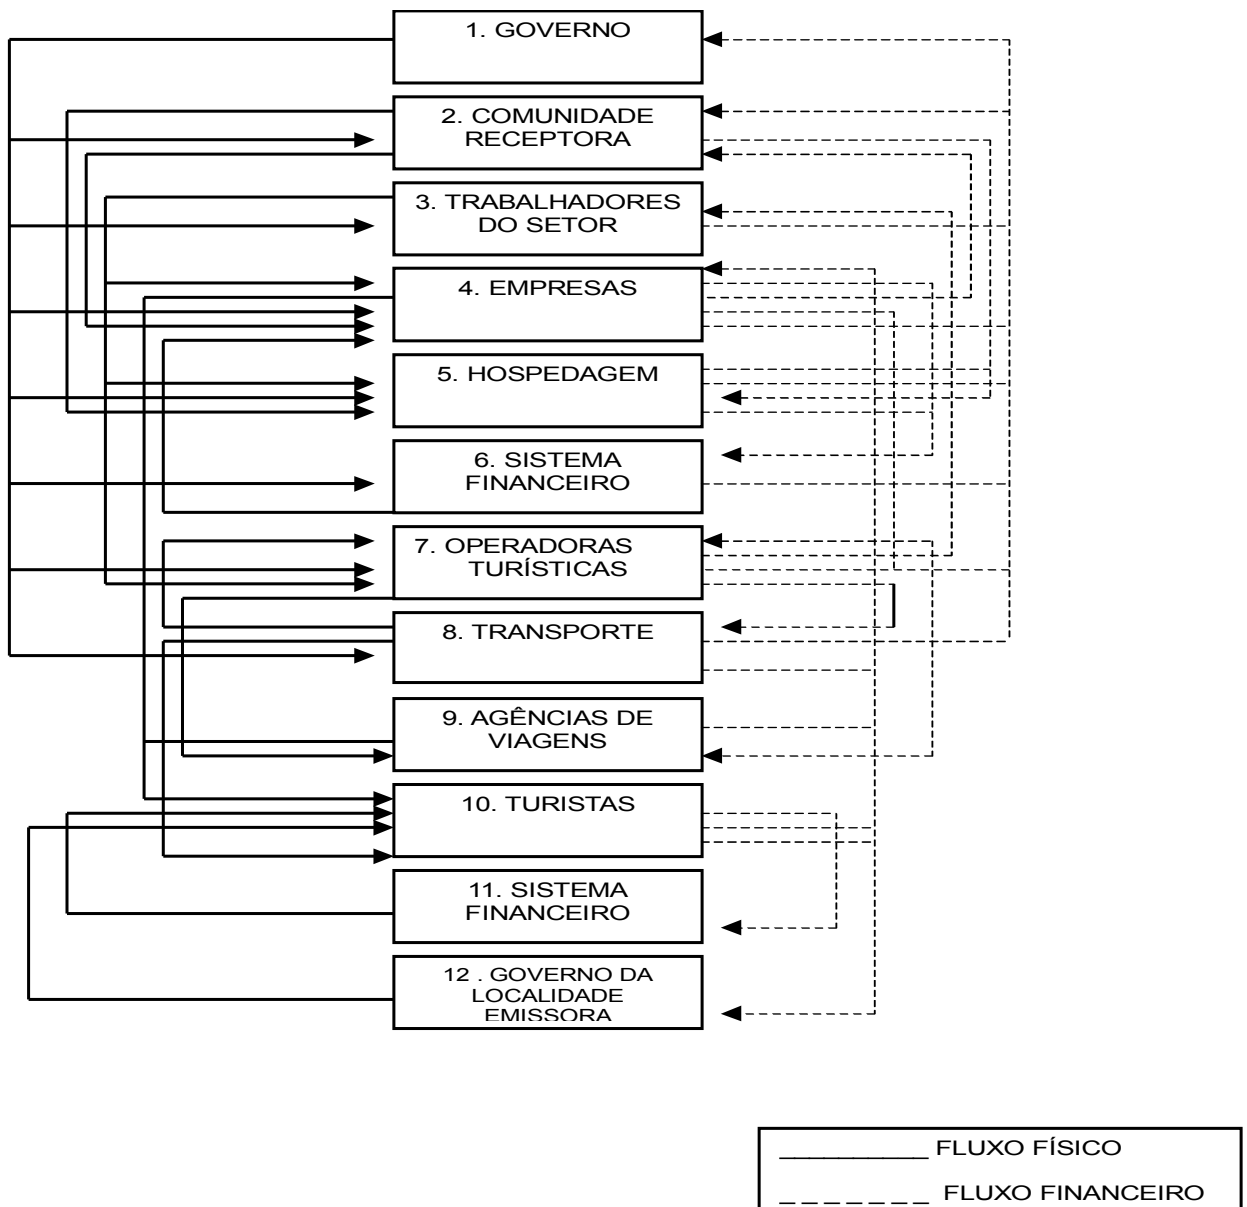 1. GOVERNO
2. COMUNIDADE
RECEPTORA
3. TRABALHADORES
DO SETOR
4. EMPRESAS
5. HOSPEDAGEM
6. SISTEMA
FINANCEIRO
7. OPERADORAS
TURÍSTICAS
8. TRANSPORTE
9. AGÊNCIAS DE
VIAGENS
10. TURISTAS
11. SISTEMA
FINANCEIRO
12 . GOVERNO DA
LOCALIDADE
EMISSORA
__________ FLUXO FÍSICO
_ _ _ _ _ _ _ FLUXO FINANCEIRO